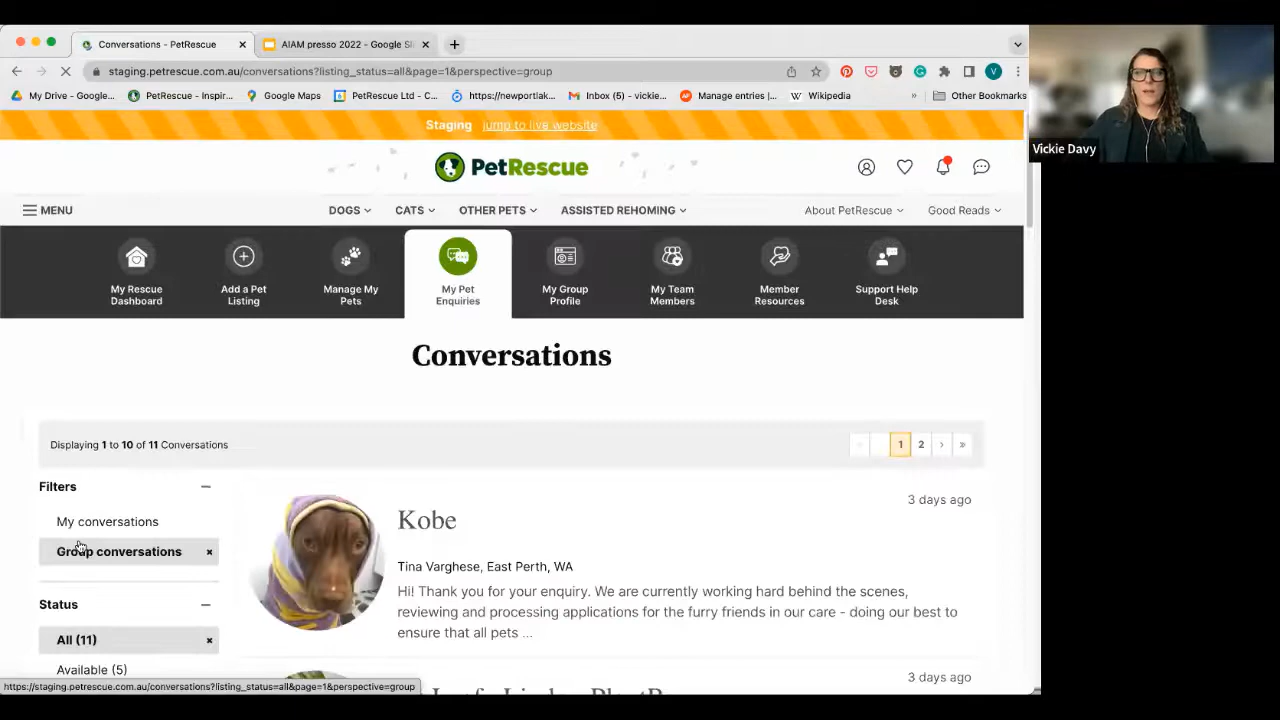 Conversations - PetRescue
AIAM presso 2022 - Google Sl
staging.petrescue.com.au/conversations?listing_status=all&page=1&perspective=group
My Drive - Google...
PetRescue - Inspir...
Google Maps
PetRescue Ltd - C...
https://newportlak...
Inbox (5) - vickie...
Manage entries |...
Wikipedia
»
Other Bookmarks
Staging jump to live website
PetRescue
MENU
DOGS
CATS
OTHER PETS
ASSISTED REHOMING
About PetRescue
Good Reads
My Rescue
Dashboard
Add a Pet
Listing
Manage My
Pets
My Pet
Enquiries
My Group
Profile
My Team
Members
Member
Resources
Support Help
Desk
Conversations
Displaying 1 to 10 of 11 Conversations
1 2 › »
Filters
My conversations
Group conversations ×
Status
All (11) ×
Available (5)
Kobe
3 days ago
Tina Varghese, East Perth, WA
Hi! Thank you for your enquiry. We are currently working hard behind the scenes,
reviewing and processing applications for the furry friends in our care - doing our best to
ensure that all pets ...
3 days ago
https://staging.petrescue.com.au/conversations?listing_status=all&page=1&perspective=group
Vickie Davy
V